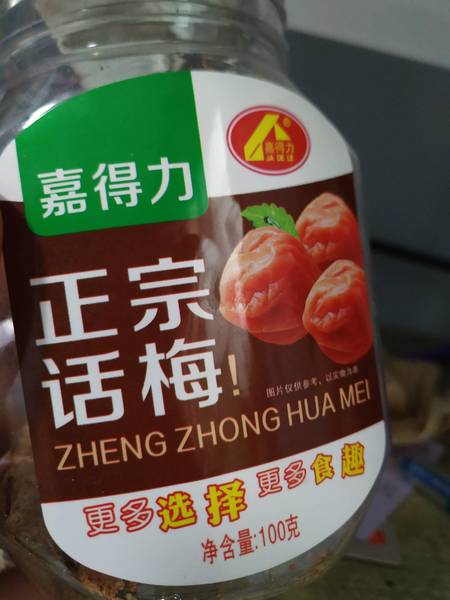 嘉得力
®
嘉得力
正宗
话梅!
图片仅供参考,以实物为准
ZHENG ZHONG HUA MEI
更多选择 更多食趣
净含量:100克